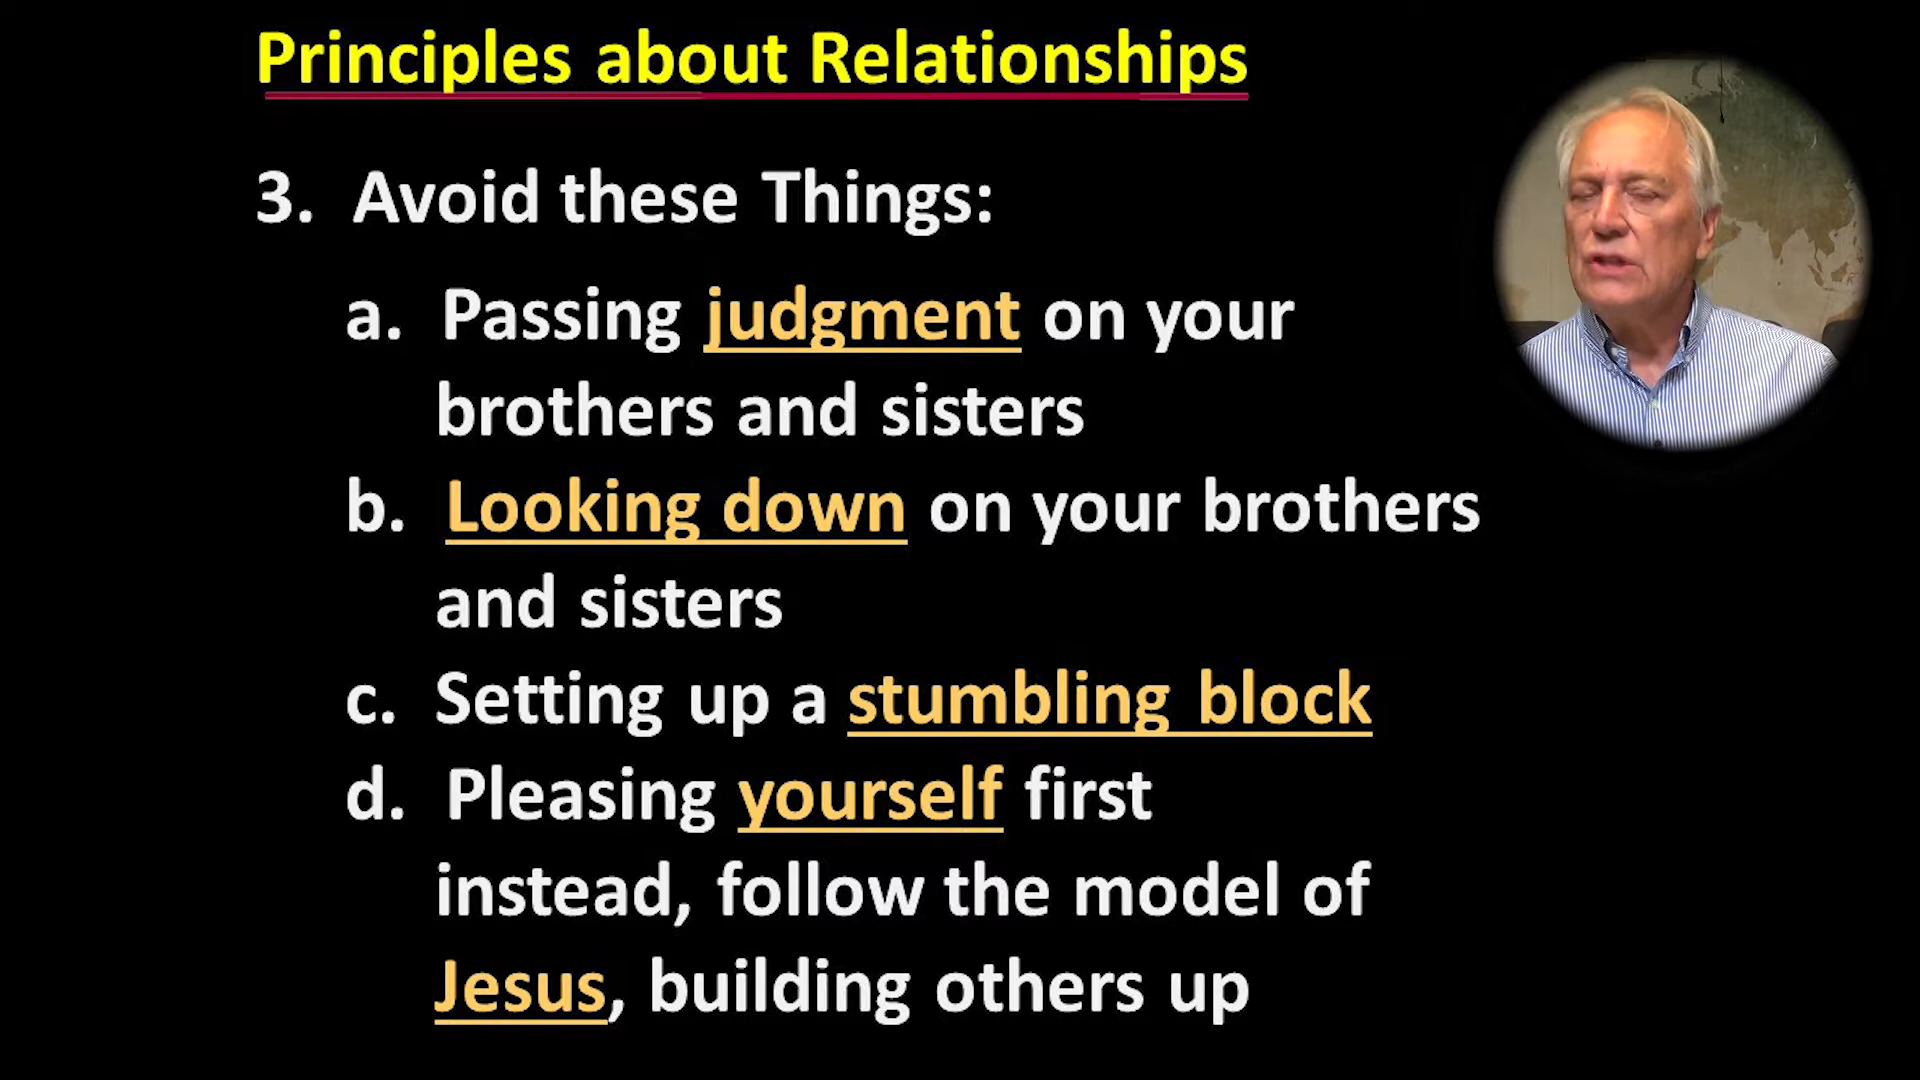 Principles about Relationships
3. Avoid these Things:
a. Passing judgment on your
brothers and sisters
b. Looking down on your brothers
and sisters
c. Setting up a stumbling block
d. Pleasing yourself first
instead, follow the model of
Jesus, building others up